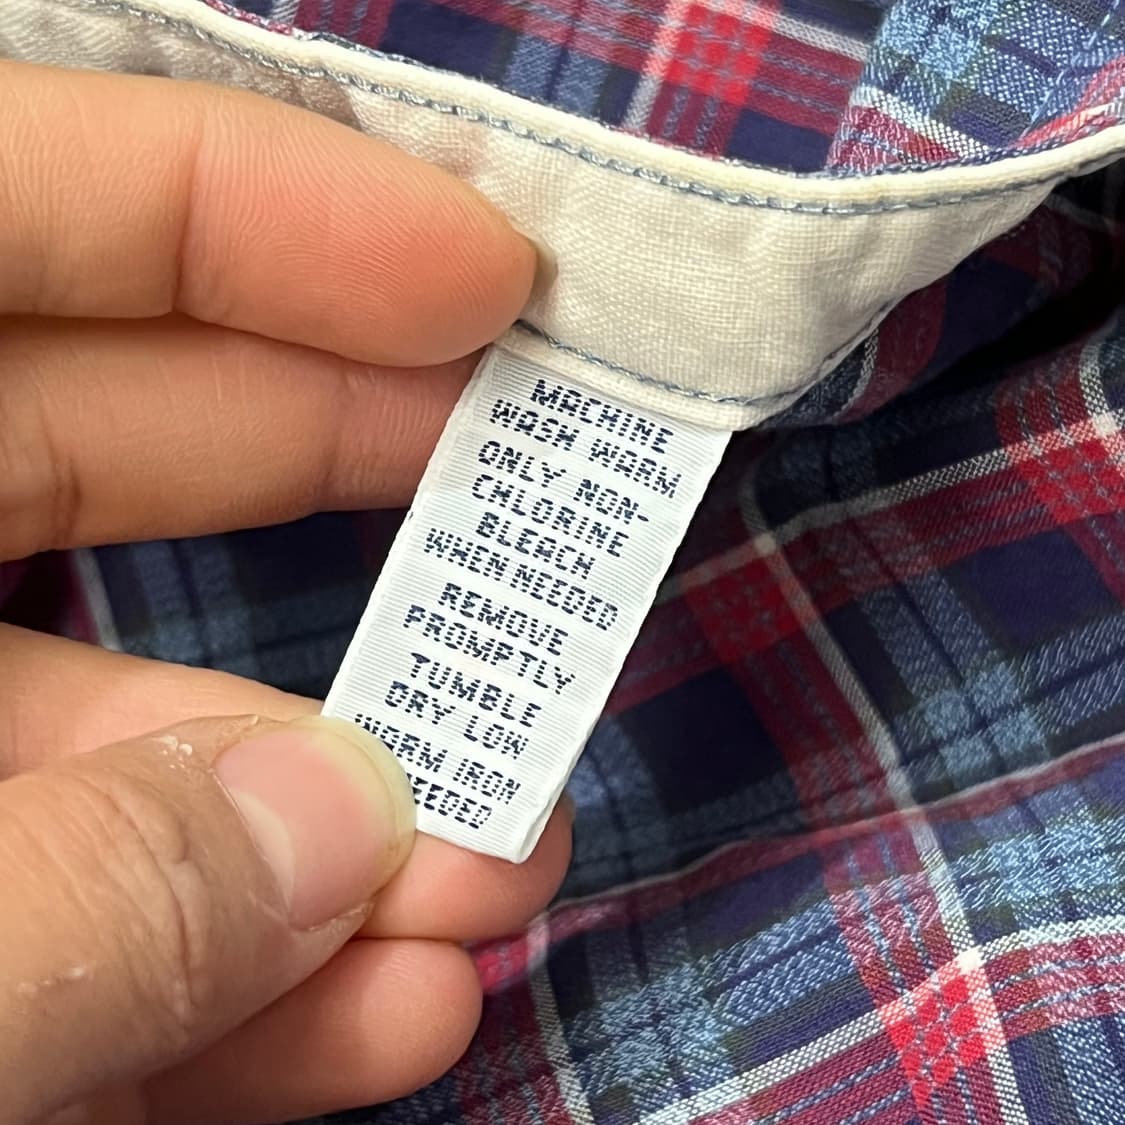 MACHINE
WASH WARM
ONLY NON-
CHLORINE
BLEACH
WHEN NEEDED
REMOVE
PROMPTLY
TUMBLE
DRY LOW
WARM IRON